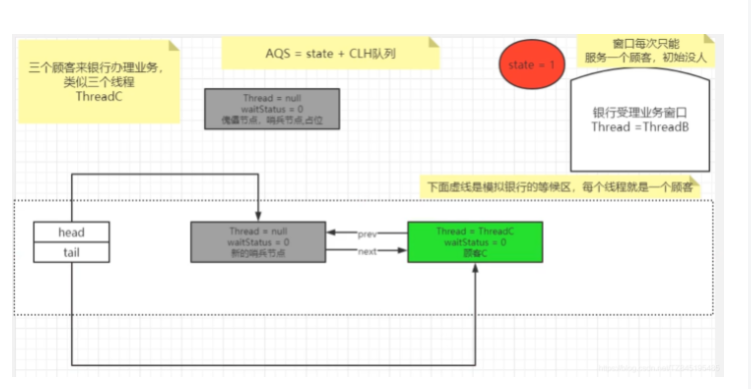 三个顾客来银行办理业务，
类似三个线程
ThreadC
AQS = state + CLH队列
state = 1
窗口每次只能
服务一个顾客，初始没人
Thread = null
waitStatus = 0
傀儡节点，哨兵节点,占位
银行受理业务窗口
Thread =ThreadB
下面虚线是模拟银行的等候区，每个线程就是一个顾客
head
tail
Thread = null
waitStatus = 0
新的哨兵节点
prev
next
Thread = ThreadC
waitStatus = 0
顾客C